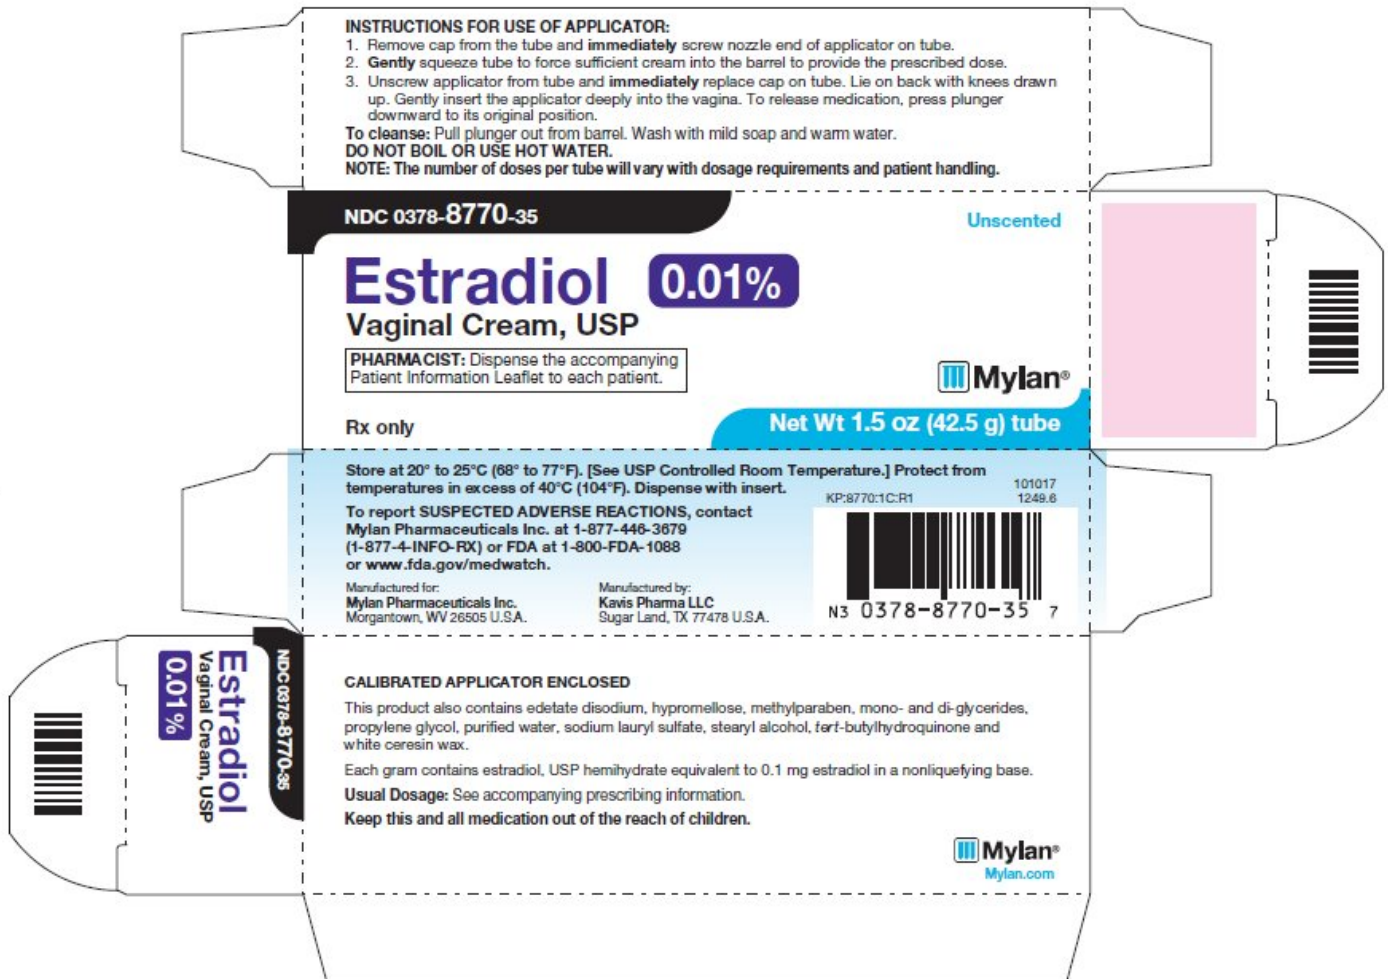 INSTRUCTIONS FOR USE OF APPLICATOR:
1. Remove cap from the tube and immediately screw nozzle end of applicator on tube.
2. Gently squeeze tube to force sufficient cream into the barrel to provide the prescribed dose.
3. Unscrew applicator from tube and immediately replace cap on tube. Lie on back with knees drawn
up. Gently insert the applicator deeply into the vagina. To release medication, press plunger
downward to its original position.
To cleanse: Pull plunger out from barrel. Wash with mild soap and warm water.
DO NOT BOIL OR USE HOT WATER.
NOTE: The number of doses per tube will vary with dosage requirements and patient handling.
NDC 0378-8770-35
Unscented
Estradiol 0.01%
Vaginal Cream, USP
PHARMACIST: Dispense the accompanying
Patient Information Leaflet to each patient.
Mylan®
Rx only
Net Wt 1.5 oz (42.5 g) tube
Store at 20° to 25°C (68° to 77°F). [See USP Controlled Room Temperature.] Protect from
temperatures in excess of 40°C (104°F). Dispense with insert.
To report SUSPECTED ADVERSE REACTIONS, contact
Mylan Pharmaceuticals Inc. at 1-877-446-3679
(1-877-4-INFO-RX) or FDA at 1-800-FDA-1088
or www.fda.gov/medwatch.
Manufactured for:
Mylan Pharmaceuticals Inc.
Morgantown, WV 26505 U.S.A.
Manufactured by:
Kavis Pharma LLC
Sugar Land, TX 77478 U.S.A.
101017
KP:8770:1C:R1 1249.6
N3 0378-8770-35 7
NDC 0378-8770-35
Estradiol
Vaginal Cream, USP
0.01%
CALIBRATED APPLICATOR ENCLOSED
This product also contains edetate disodium, hypromellose, methylparaben, mono- and di-glycerides,
propylene glycol, purified water, sodium lauryl sulfate, stearyl alcohol, tert-butylhydroquinone and
white ceresin wax.
Each gram contains estradiol, USP hemihydrate equivalent to 0.1 mg estradiol in a nonliquefying base.
Usual Dosage: See accompanying prescribing information.
Keep this and all medication out of the reach of children.
Mylan®
Mylan.com